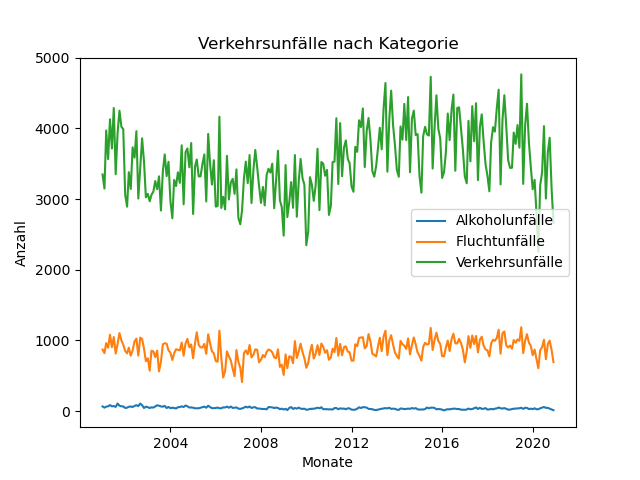 Verkehrsunfälle nach Kategorie
5000
4000
3000
2000
1000
0
Anzahl
Alkoholunfälle
Fluchtunfälle
Verkehrsunfälle
2004
2008
2012
2016
2020
Monate